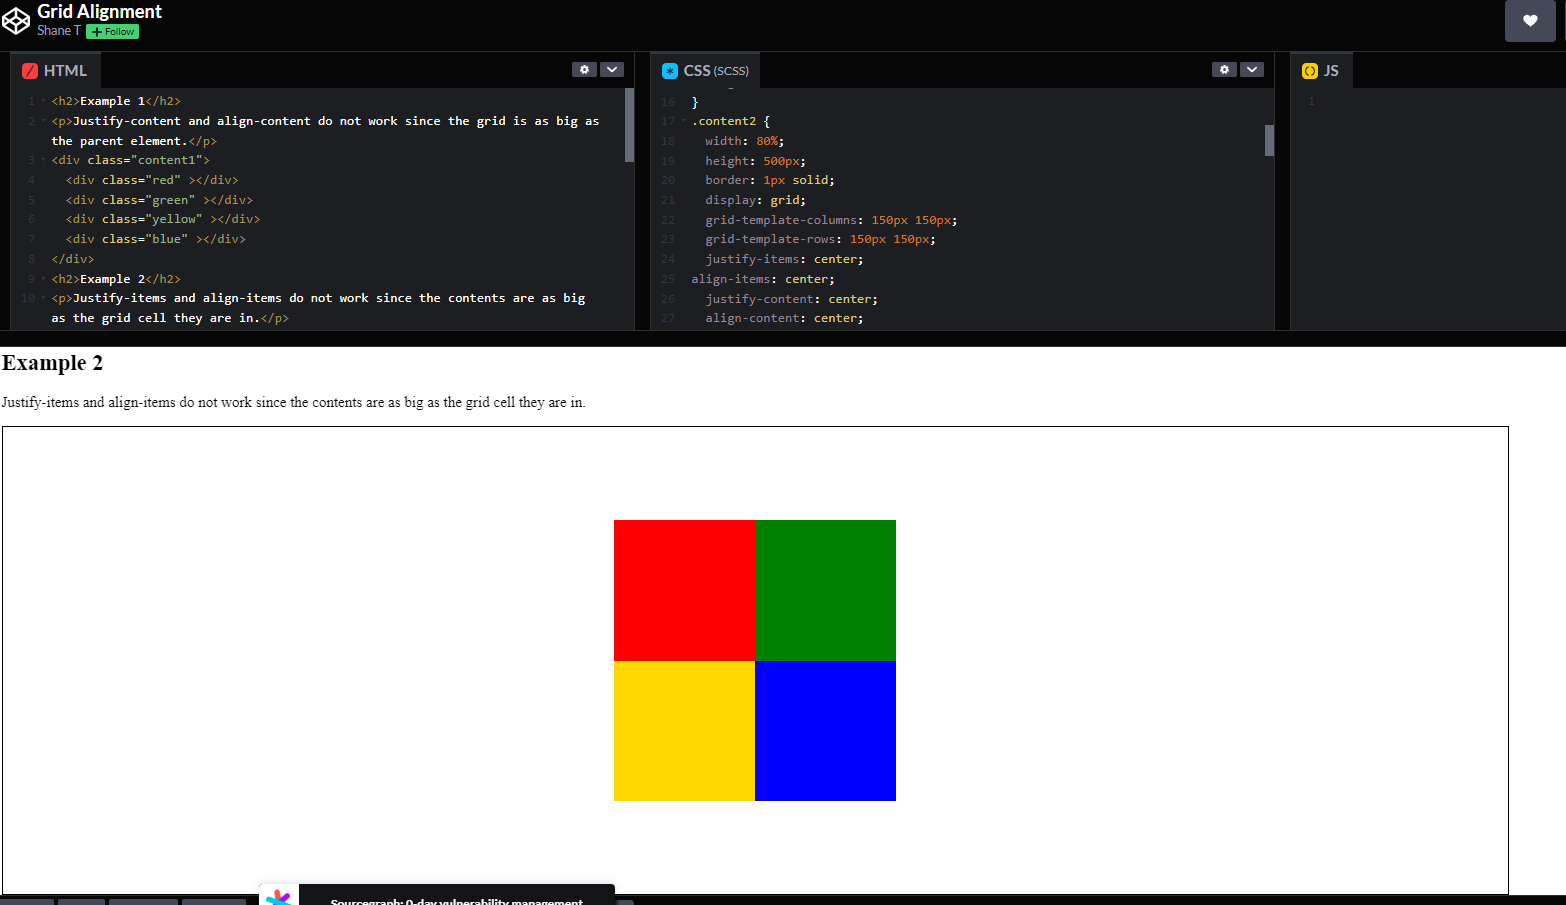 Grid Alignment
Shane T + Follow
HTML
1 <h2>Example 1</h2>
2 <p>Justify-content and align-content do not work since the grid is as big as
the parent element.</p>
3 <div class="content1">
4 <div class="red" ></div>
5 <div class="green" ></div>
6 <div class="yellow" ></div>
7 <div class="blue" ></div>
8 </div>
9 <h2>Example 2</h2>
10 <p>Justify-items and align-items do not work since the contents are as big
as the grid cell they are in.</p>
CSS (SCSS)
16 }
17 .content2 {
18 width: 80%;
19 height: 500px;
20 border: 1px solid;
21 display: grid;
22 grid-template-columns: 150px 150px;
23 grid-template-rows: 150px 150px;
24 justify-items: center;
25 align-items: center;
26 justify-content: center;
27 align-content: center;
JS
1
Example 2
Justify-items and align-items do not work since the contents are as big as the grid cell they are in.
Sourcegraph: 0-day vulnerability management